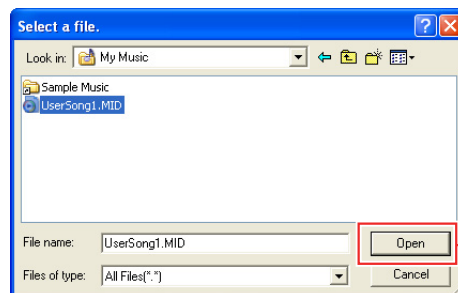 Select a file.
Look in: My Music
Sample Music
UserSong1.MID
File name: UserSong1.MID Open
Files of type: All Files(*.*) Cancel